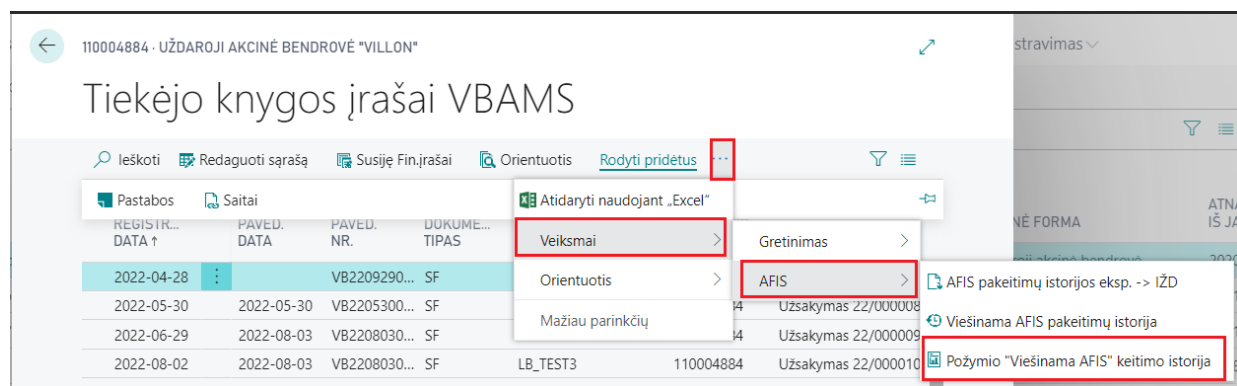 110004884 · UŽDAROJI AKCINĖ BENDROVĖ "VILLON"
stravimas
Tiekėjo knygos įrašai VBAMS
Ieškoti Redaguoti sąrašą Susiję Fin.įrašai Orientuotis Rodyti pridėtus ...
Pastabos Saitai Atidaryti naudojant „Excel“
REGISTR... DATA ↑ PAVED. DATA PAVED. NR. DOKUME... TIPAS
NĖ FORMA
ATNA
IŠ JA
Veiksmai Gretinimas
2022-04-28 VB2209290... SF Orientuotis AFIS AFIS pakeitimų istorijos eksp. -> IŽD
2022-05-30 2022-05-30 VB2205300... SF 34 Užsakymas 22/000008
Mažiau parinkčių Viešinama AFIS pakeitimų istorija
2022-06-29 2022-08-03 VB2208030... SF 34 Užsakymas 22/000009
2022-08-02 2022-08-03 VB2208030... SF LB_TEST3 110004884 Užsakymas 22/000010 Požymio "Viešinama AFIS" keitimo istorija